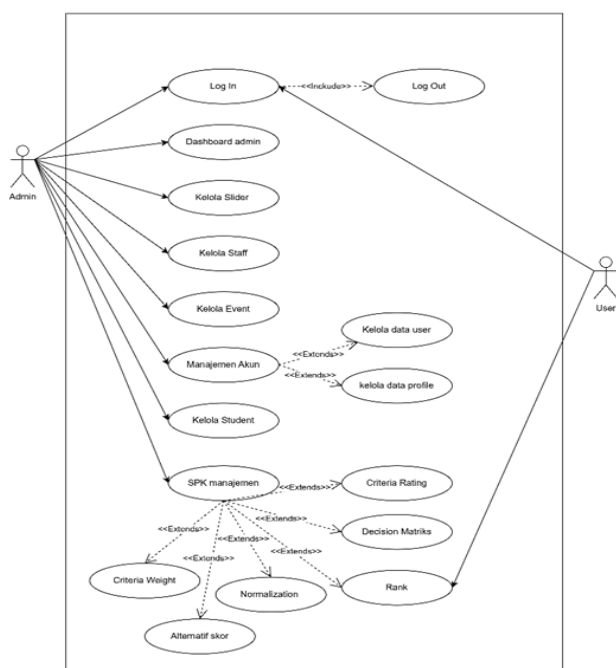 Log In
<<Include>>
Log Out
Dashboard admin
Admin
Kelola Slider
Kelola Staff
User
Kelola Event
Kelola data user
<<Extends>>
Manajemen Akun
<<Extends>>
kelola data profile
Kelola Student
SPK manajemen
<<Extends>>
Criteria Rating
<<Extends>>
<<Extends>>
Decision Matriks
<<Extends>>
<<Extends>>
<<Extends>>
Criteria Weight
Normalization
Rank
Alternatif skor